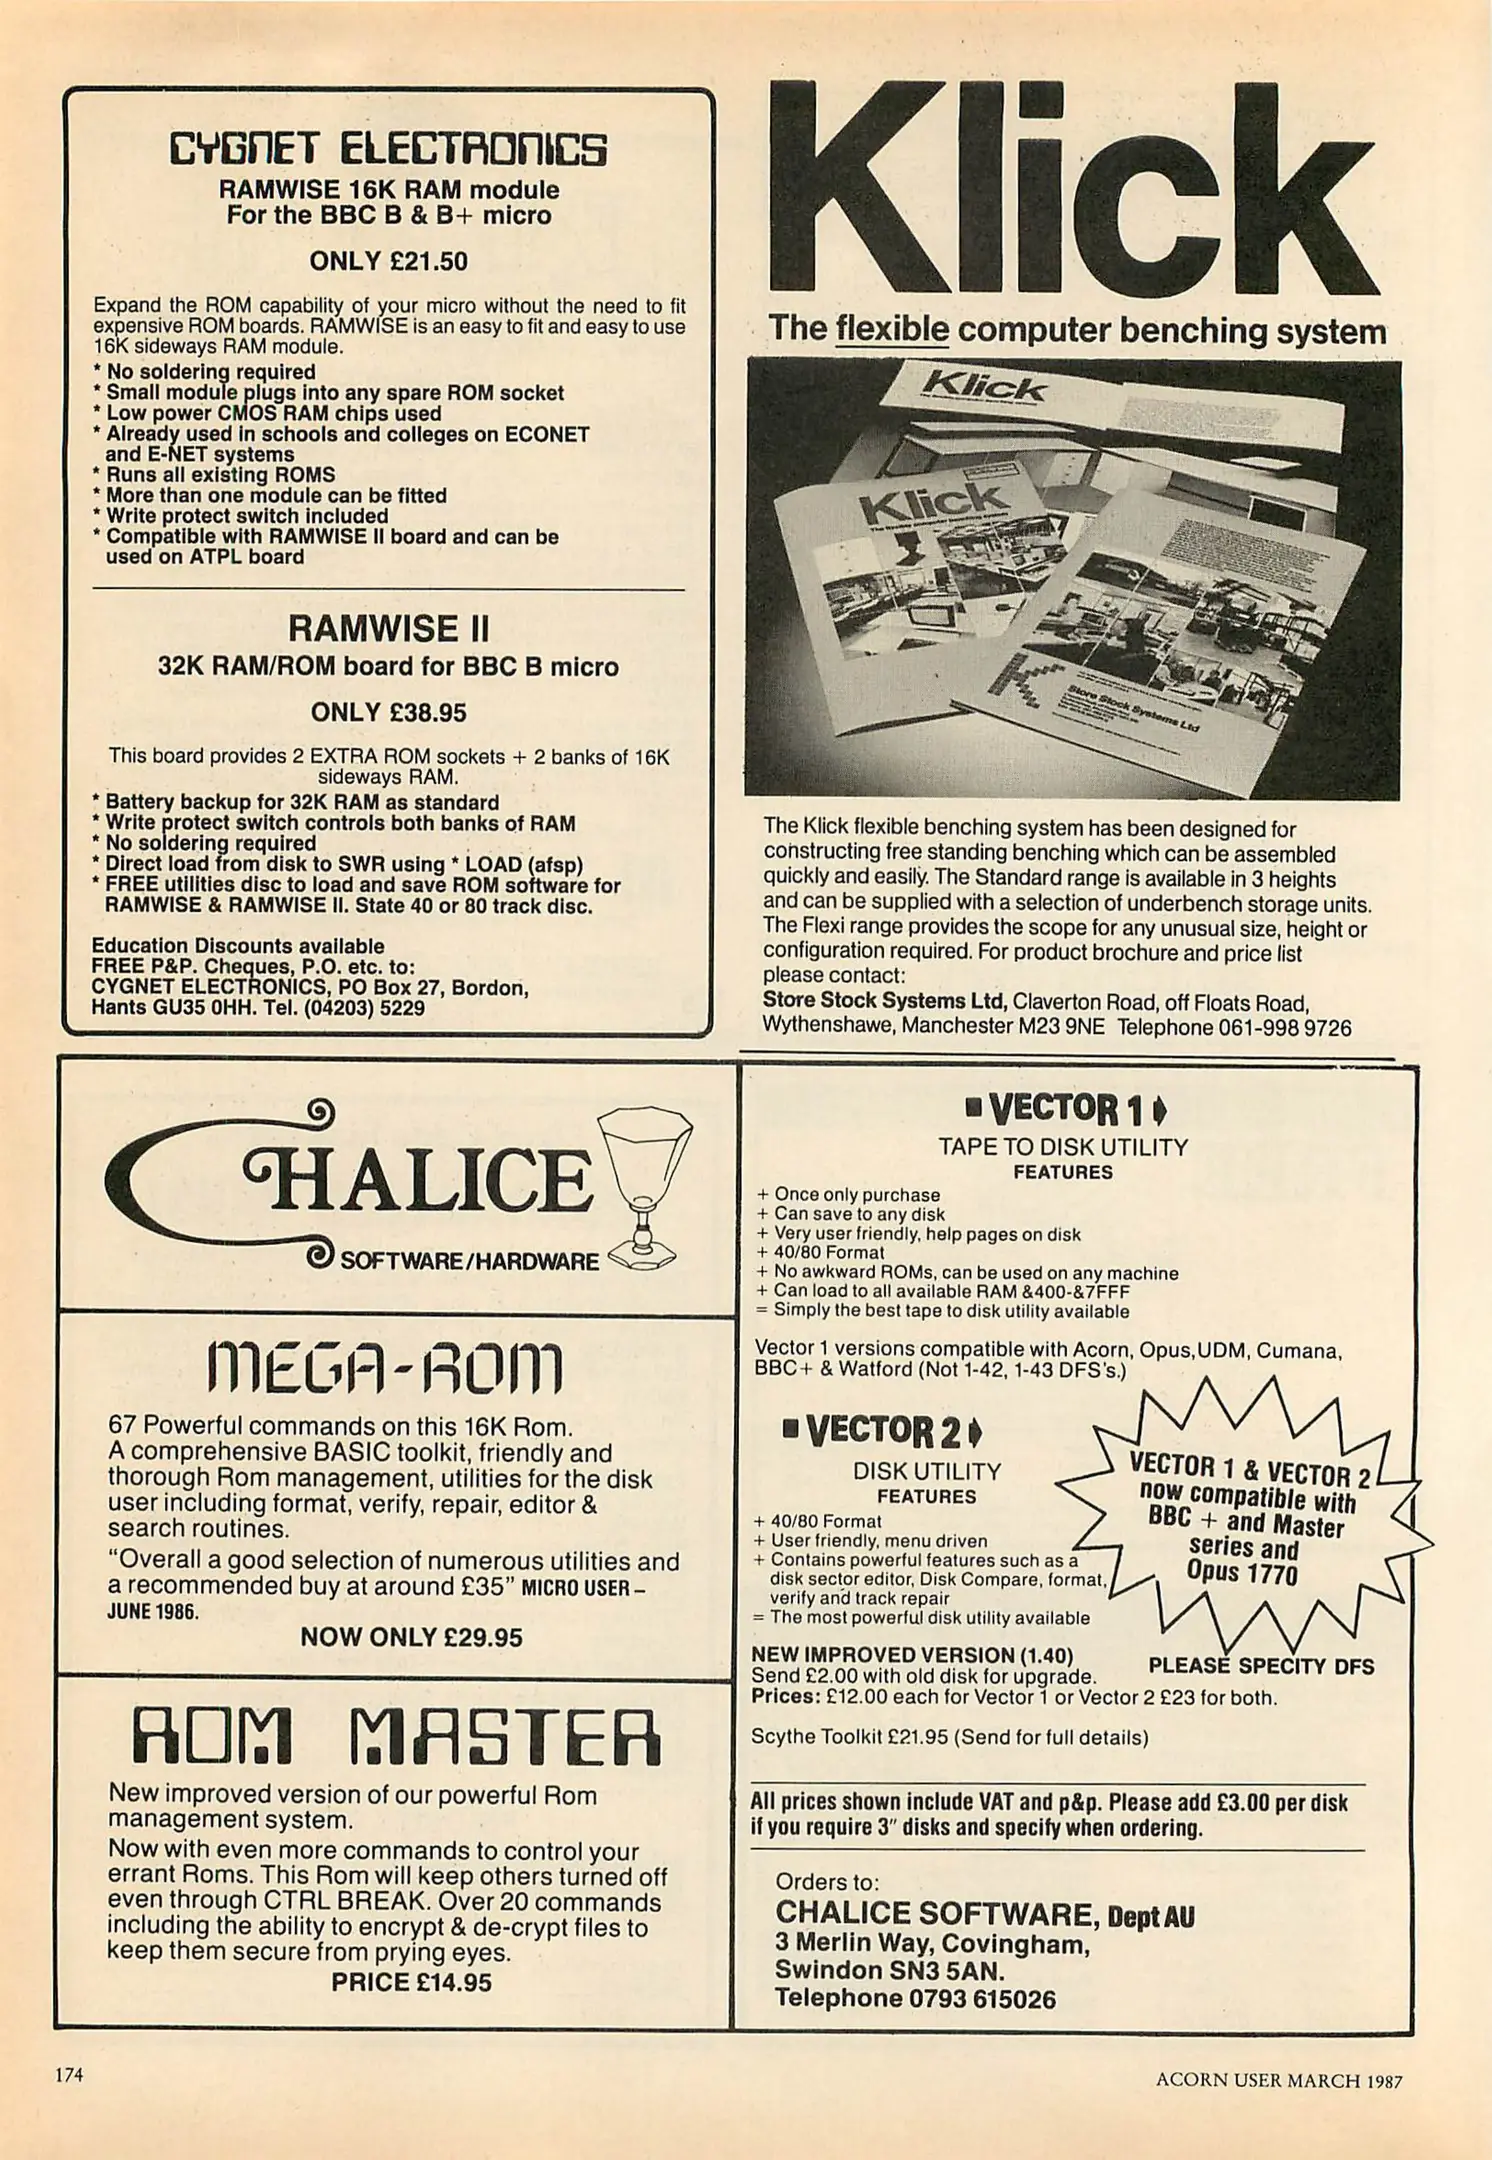 CYGNET ELECTRONICS
RAMWISE 16K RAM module
For the BBC B & B+ micro
ONLY £21.50
Expand the ROM capability of your micro without the need to fit
expensive ROM boards. RAMWISE is an easy to fit and easy to use
16K sideways RAM module.
* No soldering required
* Small module plugs into any spare ROM socket
* Low power CMOS RAM chips used
* Already used in schools and colleges on ECONET
and E-NET systems
* Runs all existing ROMS
* More than one module can be fitted
* Write protect switch included
* Compatible with RAMWISE II board and can be
used on ATPL board
RAMWISE II
32K RAM/ROM board for BBC B micro
ONLY £38.95
This board provides 2 EXTRA ROM sockets + 2 banks of 16K
sideways RAM.
* Battery backup for 32K RAM as standard
* Write protect switch controls both banks of RAM
* No soldering required
* Direct load from disk to SWR using * LOAD (afsp)
* FREE utilities disc to load and save ROM software for
RAMWISE & RAMWISE II. State 40 or 80 track disc.
Education Discounts available
FREE P&P. Cheques, P.O. etc. to:
CYGNET ELECTRONICS, PO Box 27, Bordon,
Hants GU35 0HH. Tel. (04203) 5229
Klick
The flexible computer benching system
Klick
Klick
The flexible computer benching system
Store Stock Systems Ltd
The Klick flexible benching system has been designed for
constructing free standing benching which can be assembled
quickly and easily. The Standard range is available in 3 heights
and can be supplied with a selection of underbench storage units.
The Flexi range provides the scope for any unusual size, height or
configuration required. For product brochure and price list
please contact:
Store Stock Systems Ltd, Claverton Road, off Floats Road,
Wythenshawe, Manchester M23 9NE Telephone 061-998 9726
CHALICE
SOFTWARE/HARDWARE
MEGA-ROM
67 Powerful commands on this 16K Rom.
A comprehensive BASIC toolkit, friendly and
thorough Rom management, utilities for the disk
user including format, verify, repair, editor &
search routines.
"Overall a good selection of numerous utilities and
a recommended buy at around £35" MICRO USER –
JUNE 1986.
NOW ONLY £29.95
ROM MASTER
New improved version of our powerful Rom
management system.
Now with even more commands to control your
errant Roms. This Rom will keep others turned off
even through CTRL BREAK. Over 20 commands
including the ability to encrypt & de-crypt files to
keep them secure from prying eyes.
PRICE £14.95
VECTOR 1
TAPE TO DISK UTILITY
FEATURES
+ Once only purchase
+ Can save to any disk
+ Very user friendly, help pages on disk
+ 40/80 Format
+ No awkward ROMs, can be used on any machine
+ Can load to all available RAM &400-&7FFF
= Simply the best tape to disk utility available
Vector 1 versions compatible with Acorn, Opus,UDM, Cumana,
BBC+ & Watford (Not 1-42, 1-43 DFS's.)
VECTOR 2
DISK UTILITY
FEATURES
+ 40/80 Format
+ User friendly, menu driven
+ Contains powerful features such as a
disk sector editor, Disk Compare, format,
verify and track repair
= The most powerful disk utility available
VECTOR 1 & VECTOR 2
now compatible with
BBC + and Master
series and
Opus 1770
NEW IMPROVED VERSION (1.40)
PLEASE SPECITY DFS
Send £2.00 with old disk for upgrade.
Prices: £12.00 each for Vector 1 or Vector 2 £23 for both.
Scythe Toolkit £21.95 (Send for full details)
All prices shown include VAT and p&p. Please add £3.00 per disk
if you require 3" disks and specify when ordering.
Orders to:
CHALICE SOFTWARE, Dept AU
3 Merlin Way, Covingham,
Swindon SN3 5AN.
Telephone 0793 615026
174
ACORN USER MARCH 1987